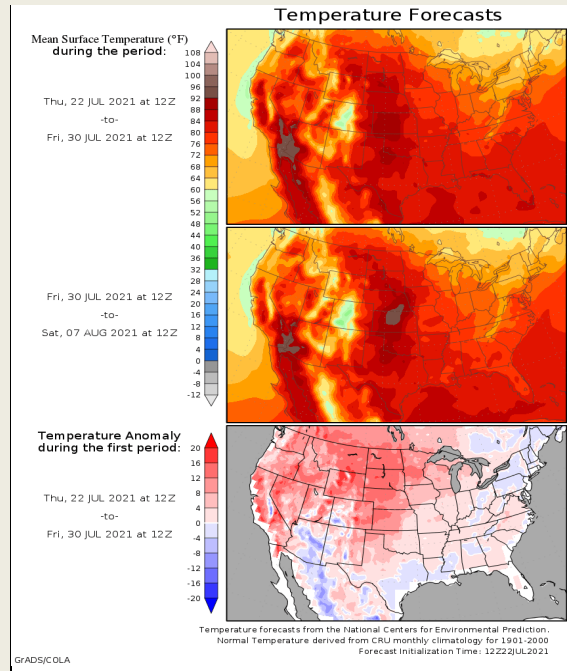 Temperature Forecasts
Mean Surface Temperature (°F)
during the period:
Thu, 22 JUL 2021 at 12Z
-to-
Fri, 30 JUL 2021 at 12Z
108
104
100
96
92
88
84
80
76
72
68
64
60
56
52
48
44
40
36
32
28
24
20
16
12
8
4
0
-4
-8
-12
Fri, 30 JUL 2021 at 12Z
-to-
Sat, 07 AUG 2021 at 12Z
Temperature Anomaly
during the first period:
Thu, 22 JUL 2021 at 12Z
-to-
Fri, 30 JUL 2021 at 12Z
20
16
12
8
4
0
-4
-8
-12
-16
-20
Temperature forecasts from the National Centers for Environmental Prediction.
Normal Temperature derived from CRU monthly climatology for 1901-2000
Forecast Initialization Time: 12Z22JUL2021
GrADS/COLA